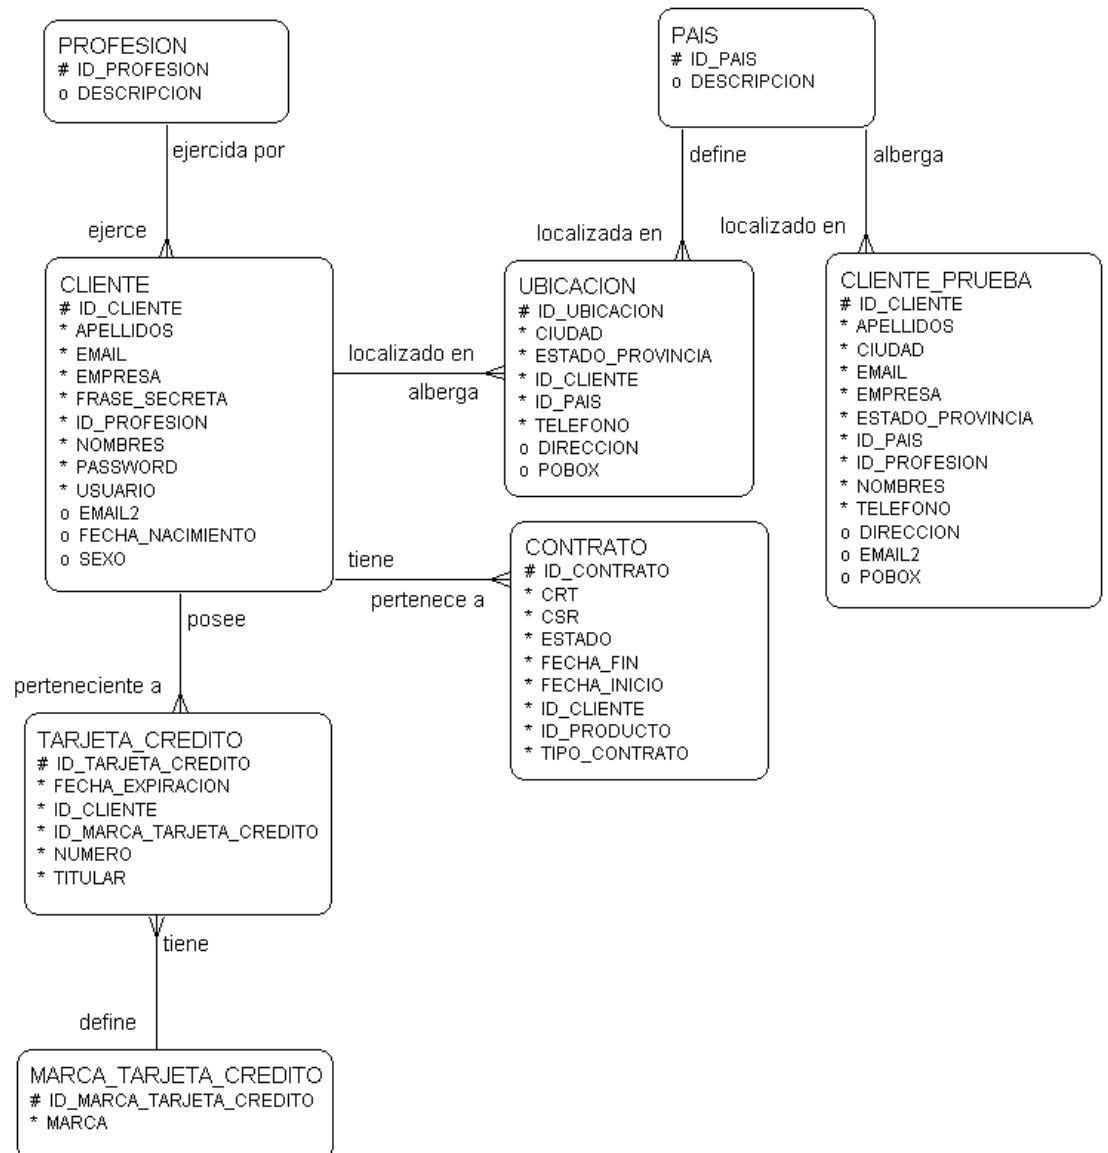 PROFESION
# ID_PROFESION
o DESCRIPCION
PAIS
# ID_PAIS
o DESCRIPCION
ejercida por
define
alberga
ejerce
localizada en
localizado en
CLIENTE
# ID_CLIENTE
* APELLIDOS
* EMAIL
* EMPRESA
* FRASE_SECRETA
* ID_PROFESION
* NOMBRES
* PASSWORD
* USUARIO
o EMAIL2
o FECHA_NACIMIENTO
o SEXO
localizado en
alberga
UBICACION
# ID_UBICACION
* CIUDAD
* ESTADO_PROVINCIA
* ID_CLIENTE
* ID_PAIS
* TELEFONO
o DIRECCION
o POBOX
CLIENTE_PRUEBA
# ID_CLIENTE
* APELLIDOS
* CIUDAD
* EMAIL
* EMPRESA
* ESTADO_PROVINCIA
* ID_PAIS
* ID_PROFESION
* NOMBRES
* TELEFONO
o DIRECCION
o EMAIL2
o POBOX
tiene
pertenece a
CONTRATO
# ID_CONTRATO
* CRT
* CSR
* ESTADO
* FECHA_FIN
* FECHA_INICIO
* ID_CLIENTE
* ID_PRODUCTO
* TIPO_CONTRATO
posee
perteneciente a
TARJETA_CREDITO
# ID_TARJETA_CREDITO
* FECHA_EXPIRACION
* ID_CLIENTE
* ID_MARCA_TARJETA_CREDITO
* NUMERO
* TITULAR
tiene
define
MARCA_TARJETA_CREDITO
# ID_MARCA_TARJETA_CREDITO
* MARCA